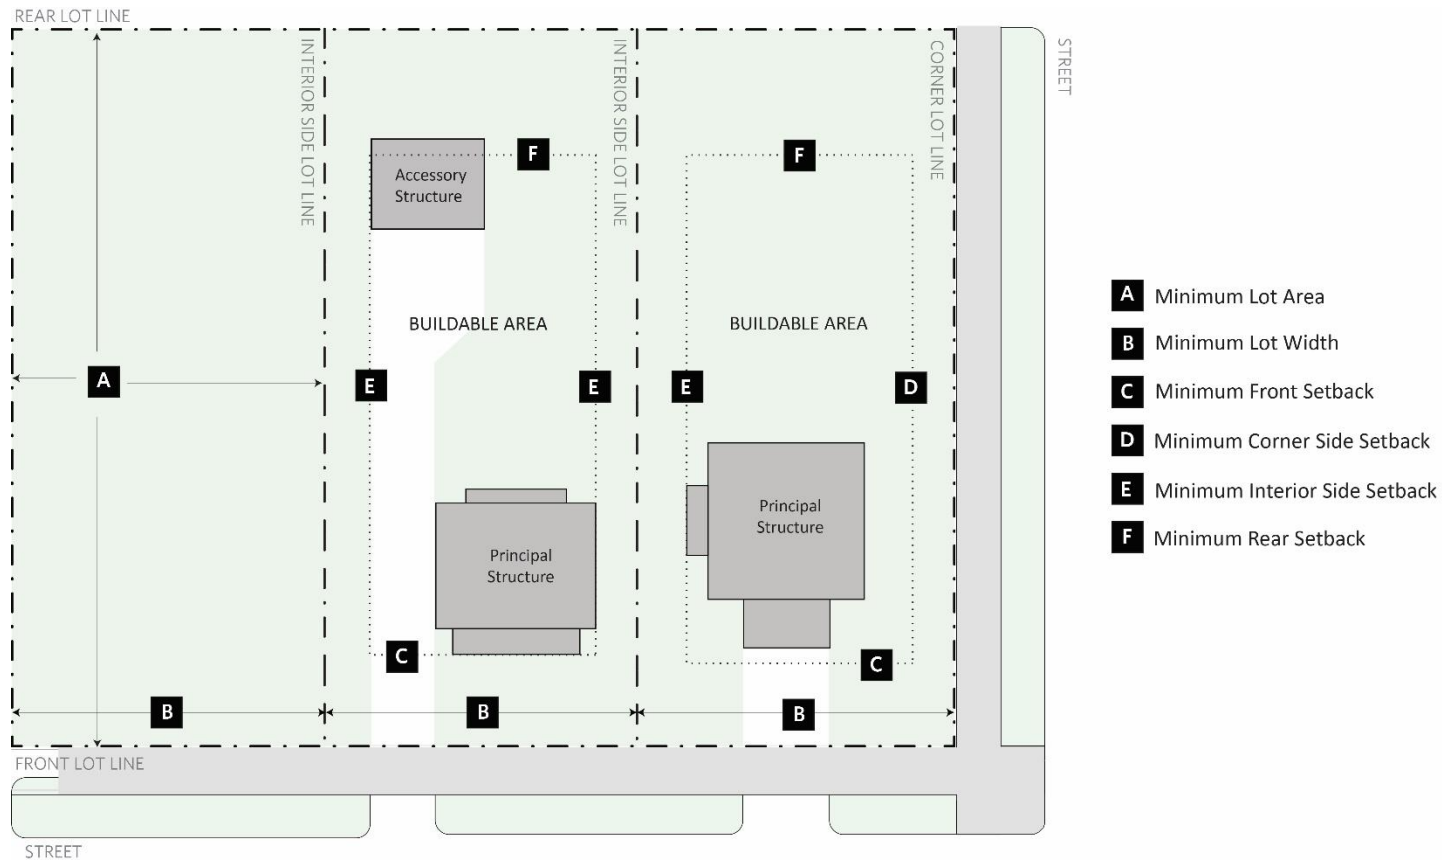 REAR LOT LINE
INTERIOR SIDE LOT LINE
INTERIOR SIDE LOT LINE
CORNER LOT LINE
STREET
F
F
Accessory
Structure
BUILDABLE AREA
BUILDABLE AREA
A
E
E
E
D
Principal
Structure
Principal
Structure
C
C
B
B
B
FRONT LOT LINE
STREET
A Minimum Lot Area
B Minimum Lot Width
C Minimum Front Setback
D Minimum Corner Side Setback
E Minimum Interior Side Setback
F Minimum Rear Setback